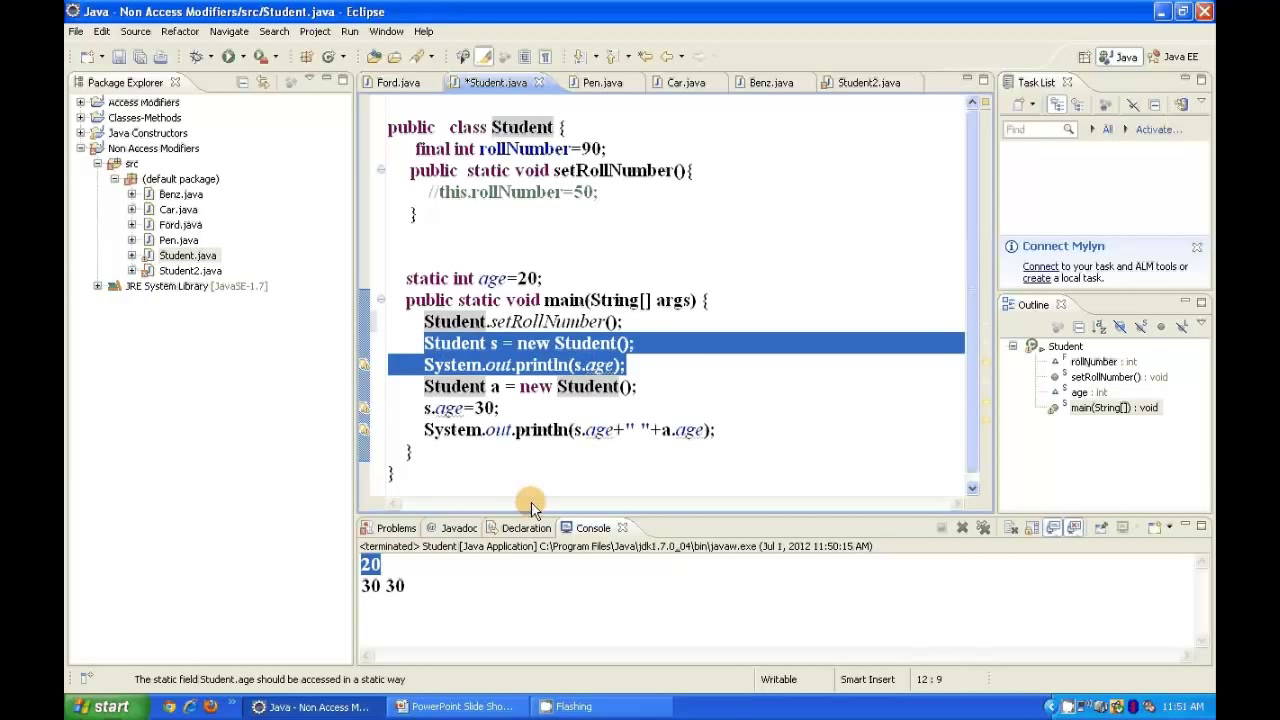 Java - Non Access Modifiers/src/Student.java - Eclipse
File Edit Source Refactor Navigate Search Project Run Window Help
Java Java EE
Package Explorer
Access Modifiers
Classes-Methods
Java Constructors
Non Access Modifiers
src
(default package)
Benz.java
Car.java
Ford.java
Pen.java
Student.java
Student2.java
JRE System Library [JavaSE-1.7]
Ford.java *Student.java Pen.java Car.java Benz.java Student2.java
public class Student {
final int rollNumber=90;
public static void setRollNumber(){
//this.rollNumber=50;
}
static int age=20;
public static void main(String[] args) {
Student.setRollNumber();
Student s = new Student();
System.out.println(s.age);
Student a = new Student();
s.age=30;
System.out.println(s.age+" "+a.age);
}
}
Task List
Find All Activate...
Connect Mylyn
Connect to your task and ALM tools or
create a local task.
Outline
Student
rollNumber : int
setRollNumber() : void
age : int
main(String[]) : void
Problems @ Javadoc Declaration Console
<terminated> Student [Java Application] C:\Program Files\Java\jdk1.7.0_04\bin\javaw.exe (Jul 1, 2012 11:50:15 AM)
20
30 30
The static field Student.age should be accessed in a static way Writable Smart Insert 12 : 9
start Java - Non Access M... PowerPoint Slide Sho... Flashing 11:51 AM